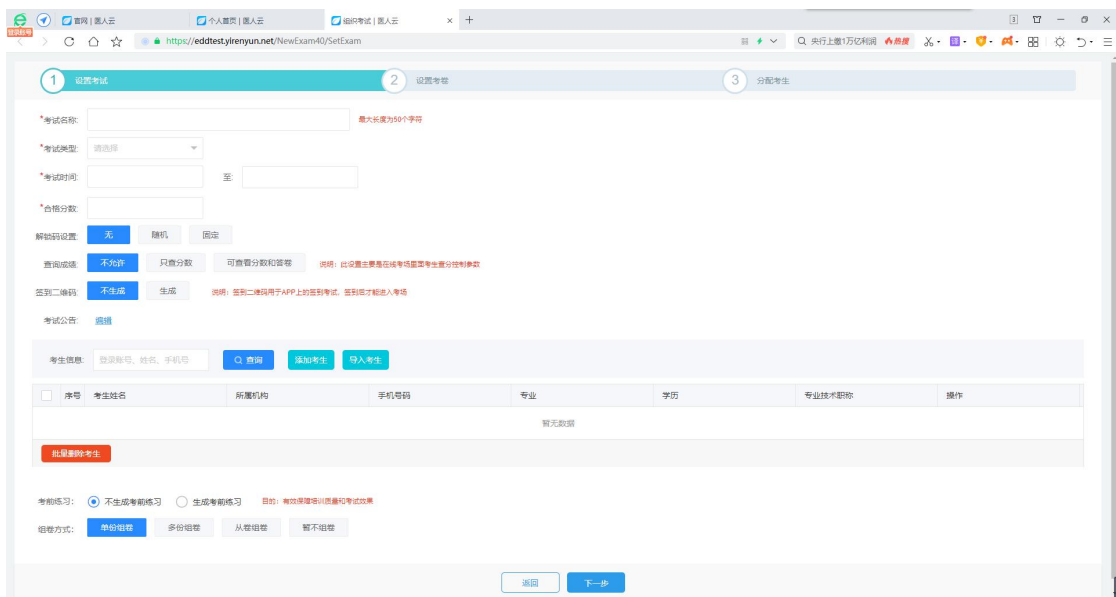 官网 | 医人云
个人首页 | 医人云
组织考试 | 医人云
登录账号
https://eddtest.yirenyun.net/NewExam40/SetExam
央行上缴1万亿利润 热搜
1 设置考试
2 设置考卷
3 分配考生
*考试名称: 最大长度为50个字符
*考试类型: 请选择
*考试时间: 至:
*合格分数:
解锁码设置: 无 随机 固定
查询成绩: 不允许 只查分数 可查看分数和答卷 说明：此设置主要是在线考场里面考生查分控制参数
签到二维码: 不生成 生成 说明：签到二维码用于APP上的签到考试，签到后才能进入考场
考试公告: 编辑
考生信息: 登录账号、姓名、手机号 查询 添加考生 导入考生
序号 考生姓名 所属机构 手机号码 专业 学历 专业技术职称 操作
暂无数据
批量删除考生
考前练习： 不生成考前练习 生成考前练习 目的：有效保障培训质量和考试效果
组卷方式： 单份组卷 多份组卷 从卷组卷 暂不组卷
返回 下一步